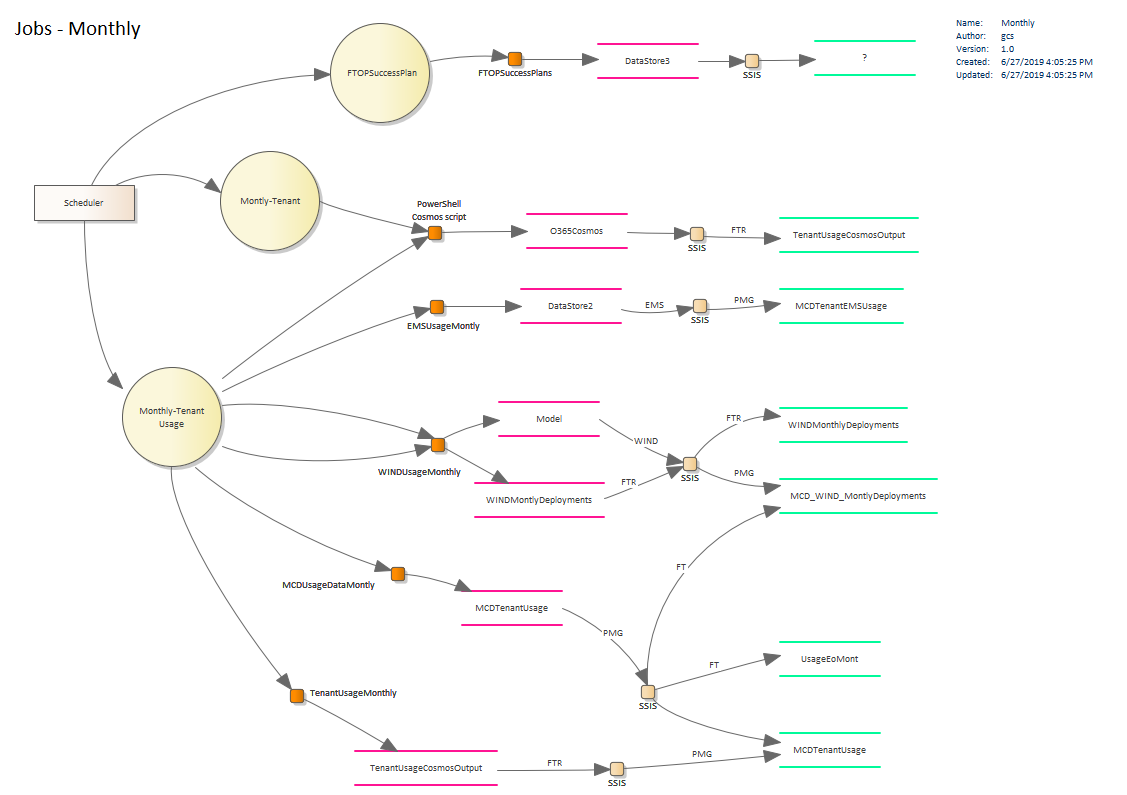 Jobs - Monthly
Name: Monthly
Author: gcs
Version: 1.0
Created: 6/27/2019 4:05:25 PM
Updated: 6/27/2019 4:05:25 PM
FTOPSuccessPlan
FTOPSuccessPlans
DataStore3
SSIS
?
Scheduler
Montly-Tenant
PowerShell
Cosmos script
O365Cosmos
SSIS
FTR
TenantUsageCosmosOutput
EMSUsageMontly
DataStore2
EMS
SSIS
PMG
MCDTenantEMSUsage
Monthly-Tenant
Usage
WINDUsageMonthly
Model
WIND
WINDMontlyDeployments
FTR
SSIS
FTR
WINDMonthlyDeployments
PMG
MCD_WIND_MontlyDeployments
MCDUsageDataMontly
MCDTenantUsage
PMG
FT
SSIS
FT
UsageEoMont
TenantUsageMonthly
MCDTenantUsage
TenantUsageCosmosOutput
FTR
SSIS
PMG